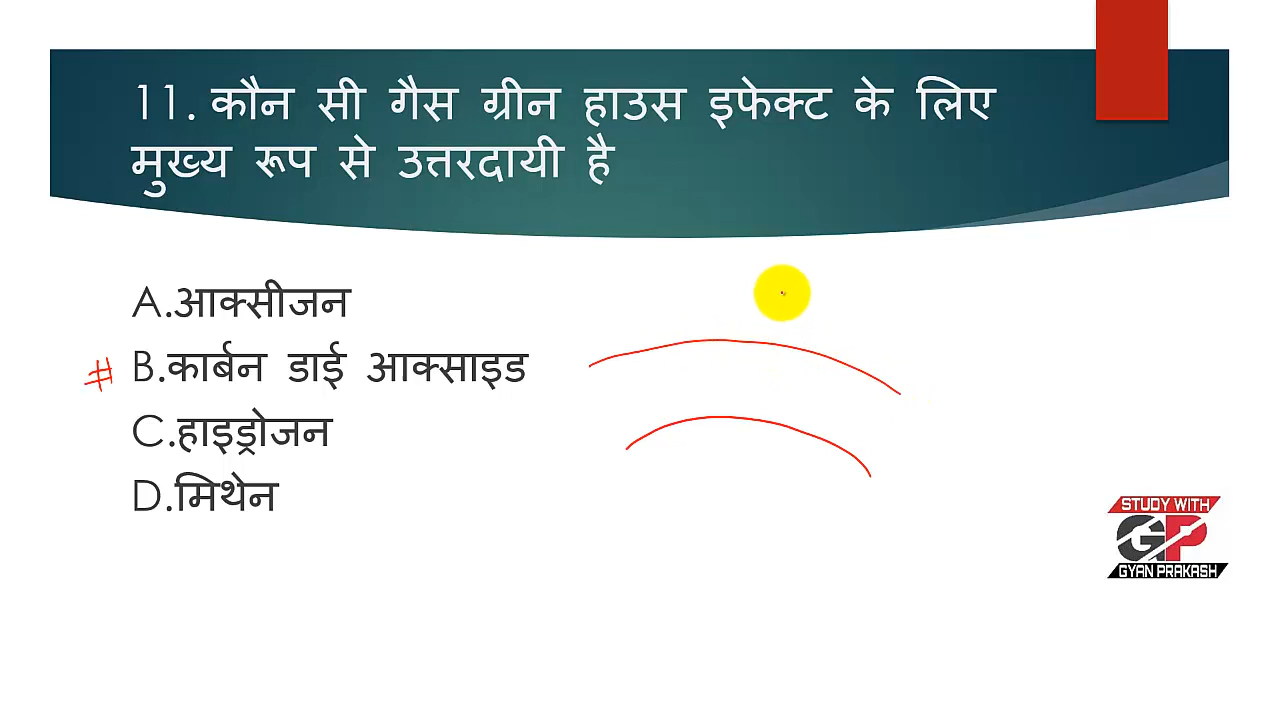 11. कौन सी गैस ग्रीन हाउस इफेक्ट के लिए
मुख्य रूप से उत्तरदायी है
A.आक्सीजन
# B.कार्बन डाई आक्साइड
C.हाइड्रोजन
D.मिथेन
STUDY WITH
GP
GYAN PRAKASH